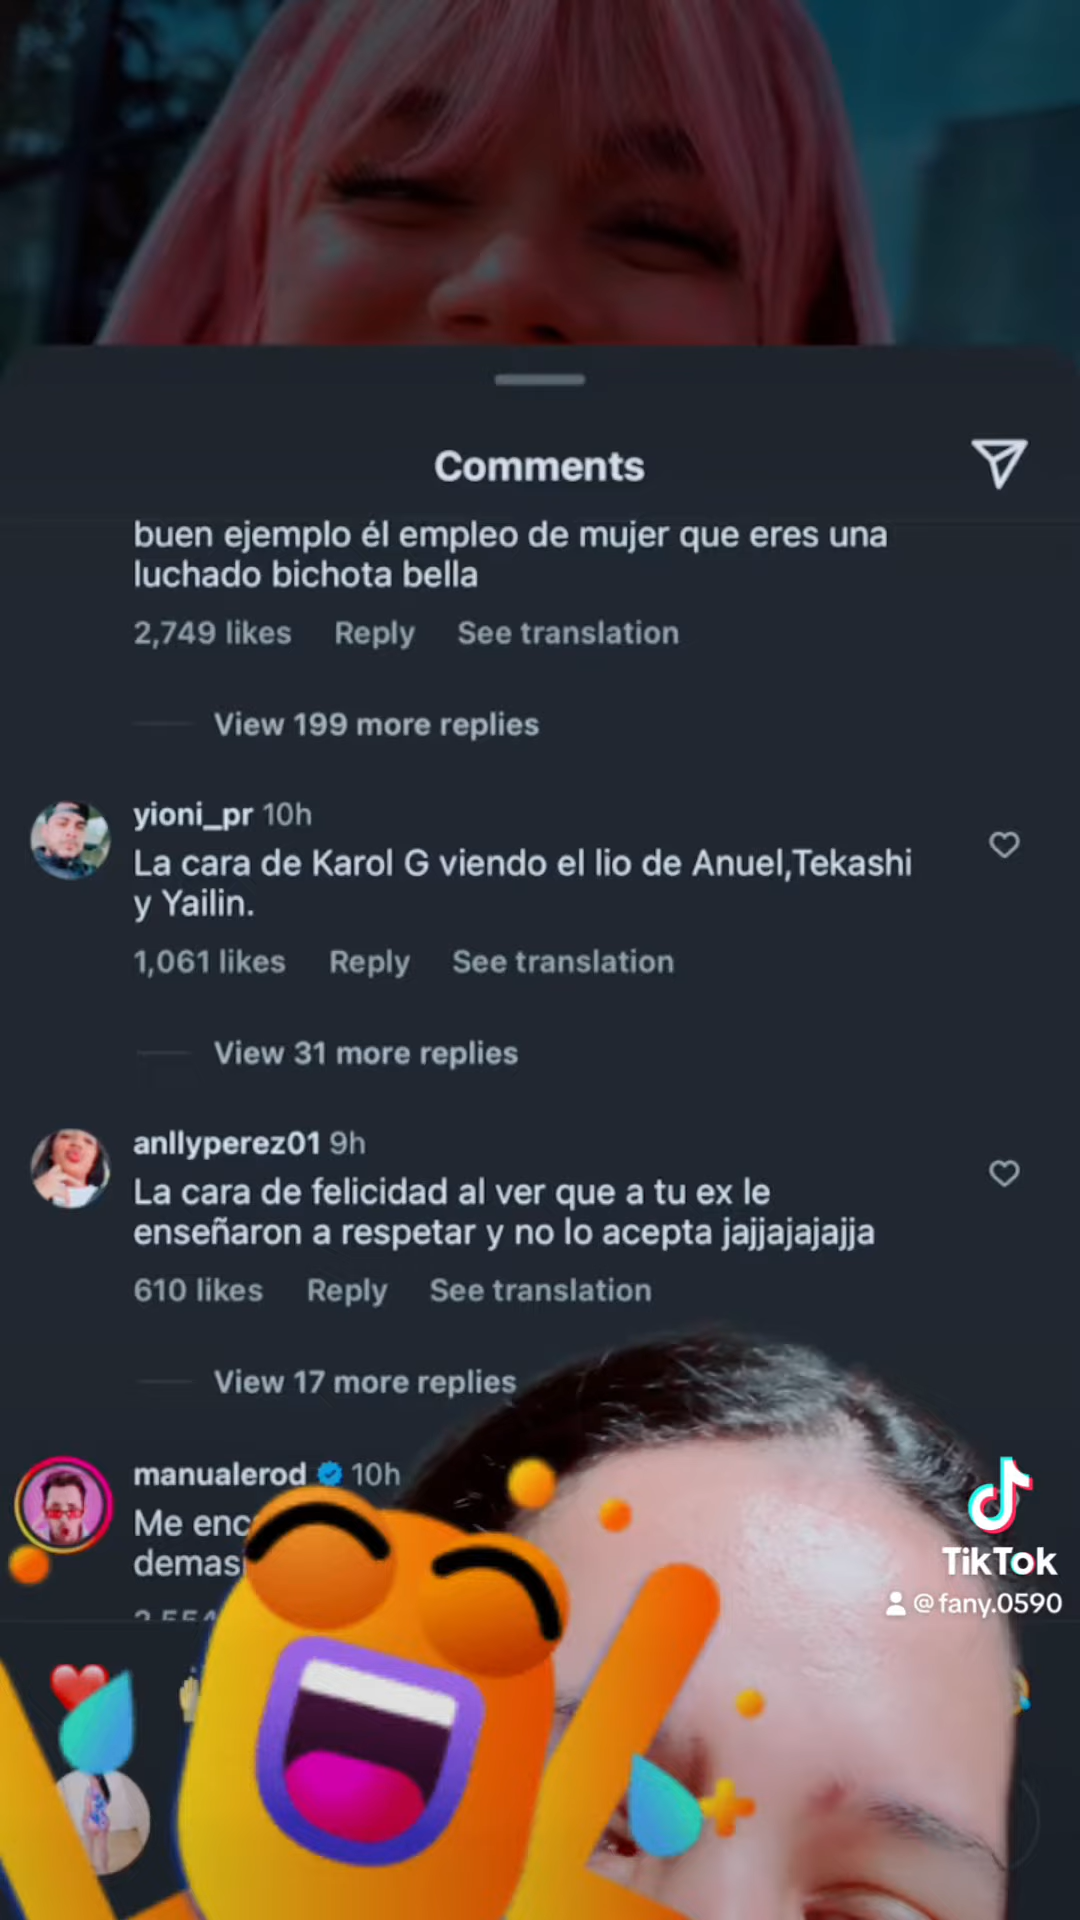 Comments
buen ejemplo él empleo de mujer que eres una
luchado bichota bella
2,749 likes Reply See translation
View 199 more replies
yioni_pr 10h
La cara de Karol G viendo el lio de Anuel,Tekashi
y Yailin.
1,061 likes Reply See translation
View 31 more replies
anllyperez01 9h
La cara de felicidad al ver que a tu ex le
enseñaron a respetar y no lo acepta jajjajajajja
610 likes Reply See translation
View 17 more replies
manualerod 10h
Me
TikTok
@fany.0590